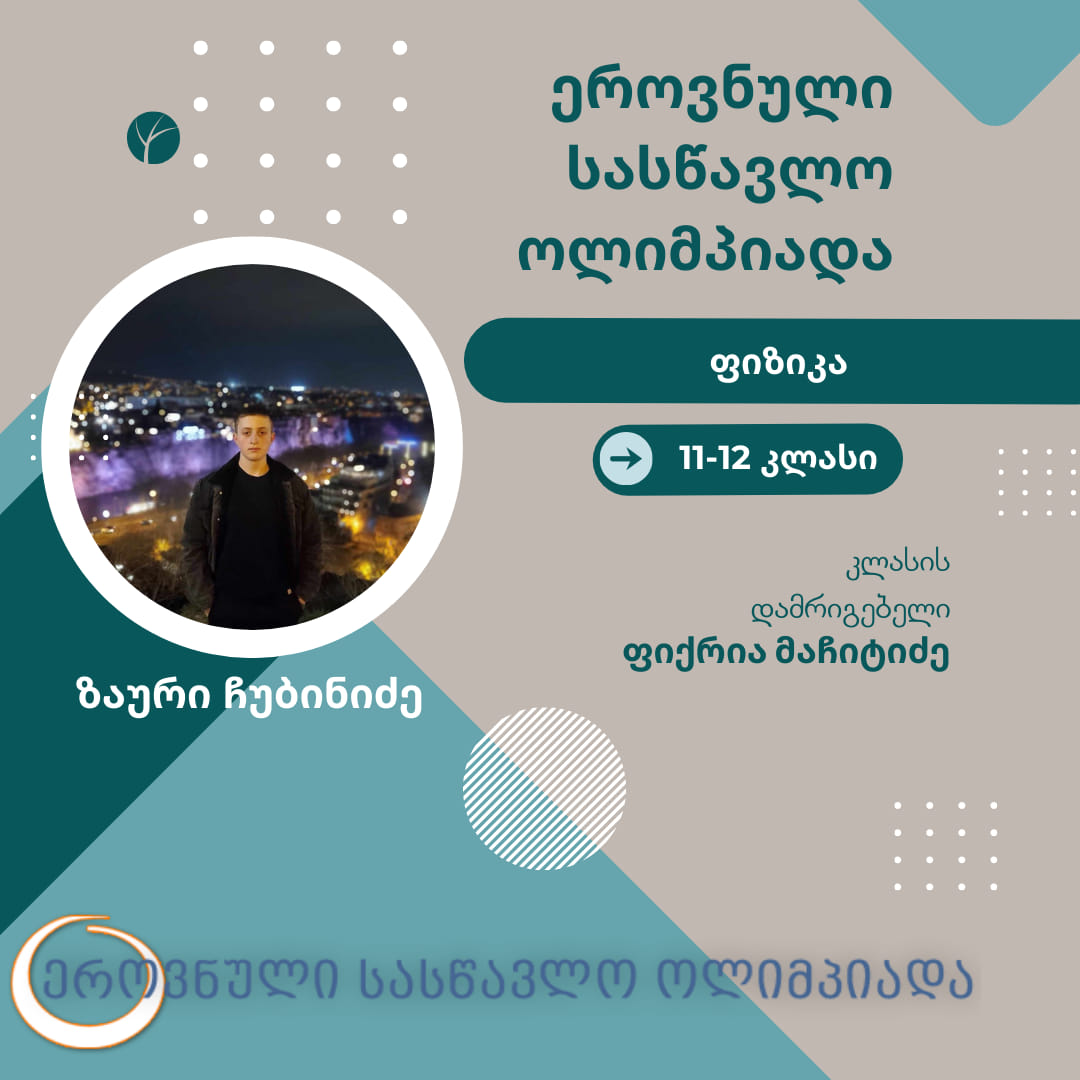 ეროვნული
სასწავლო
ოლიმპიადა
ფიზიკა
11-12 კლასი
კლასის
დამრიგებელი
ფიქრია მაჩიტიძე
ზაური ჩუბინიძე
ეროვნული სასწავლო ოლიმპიადა